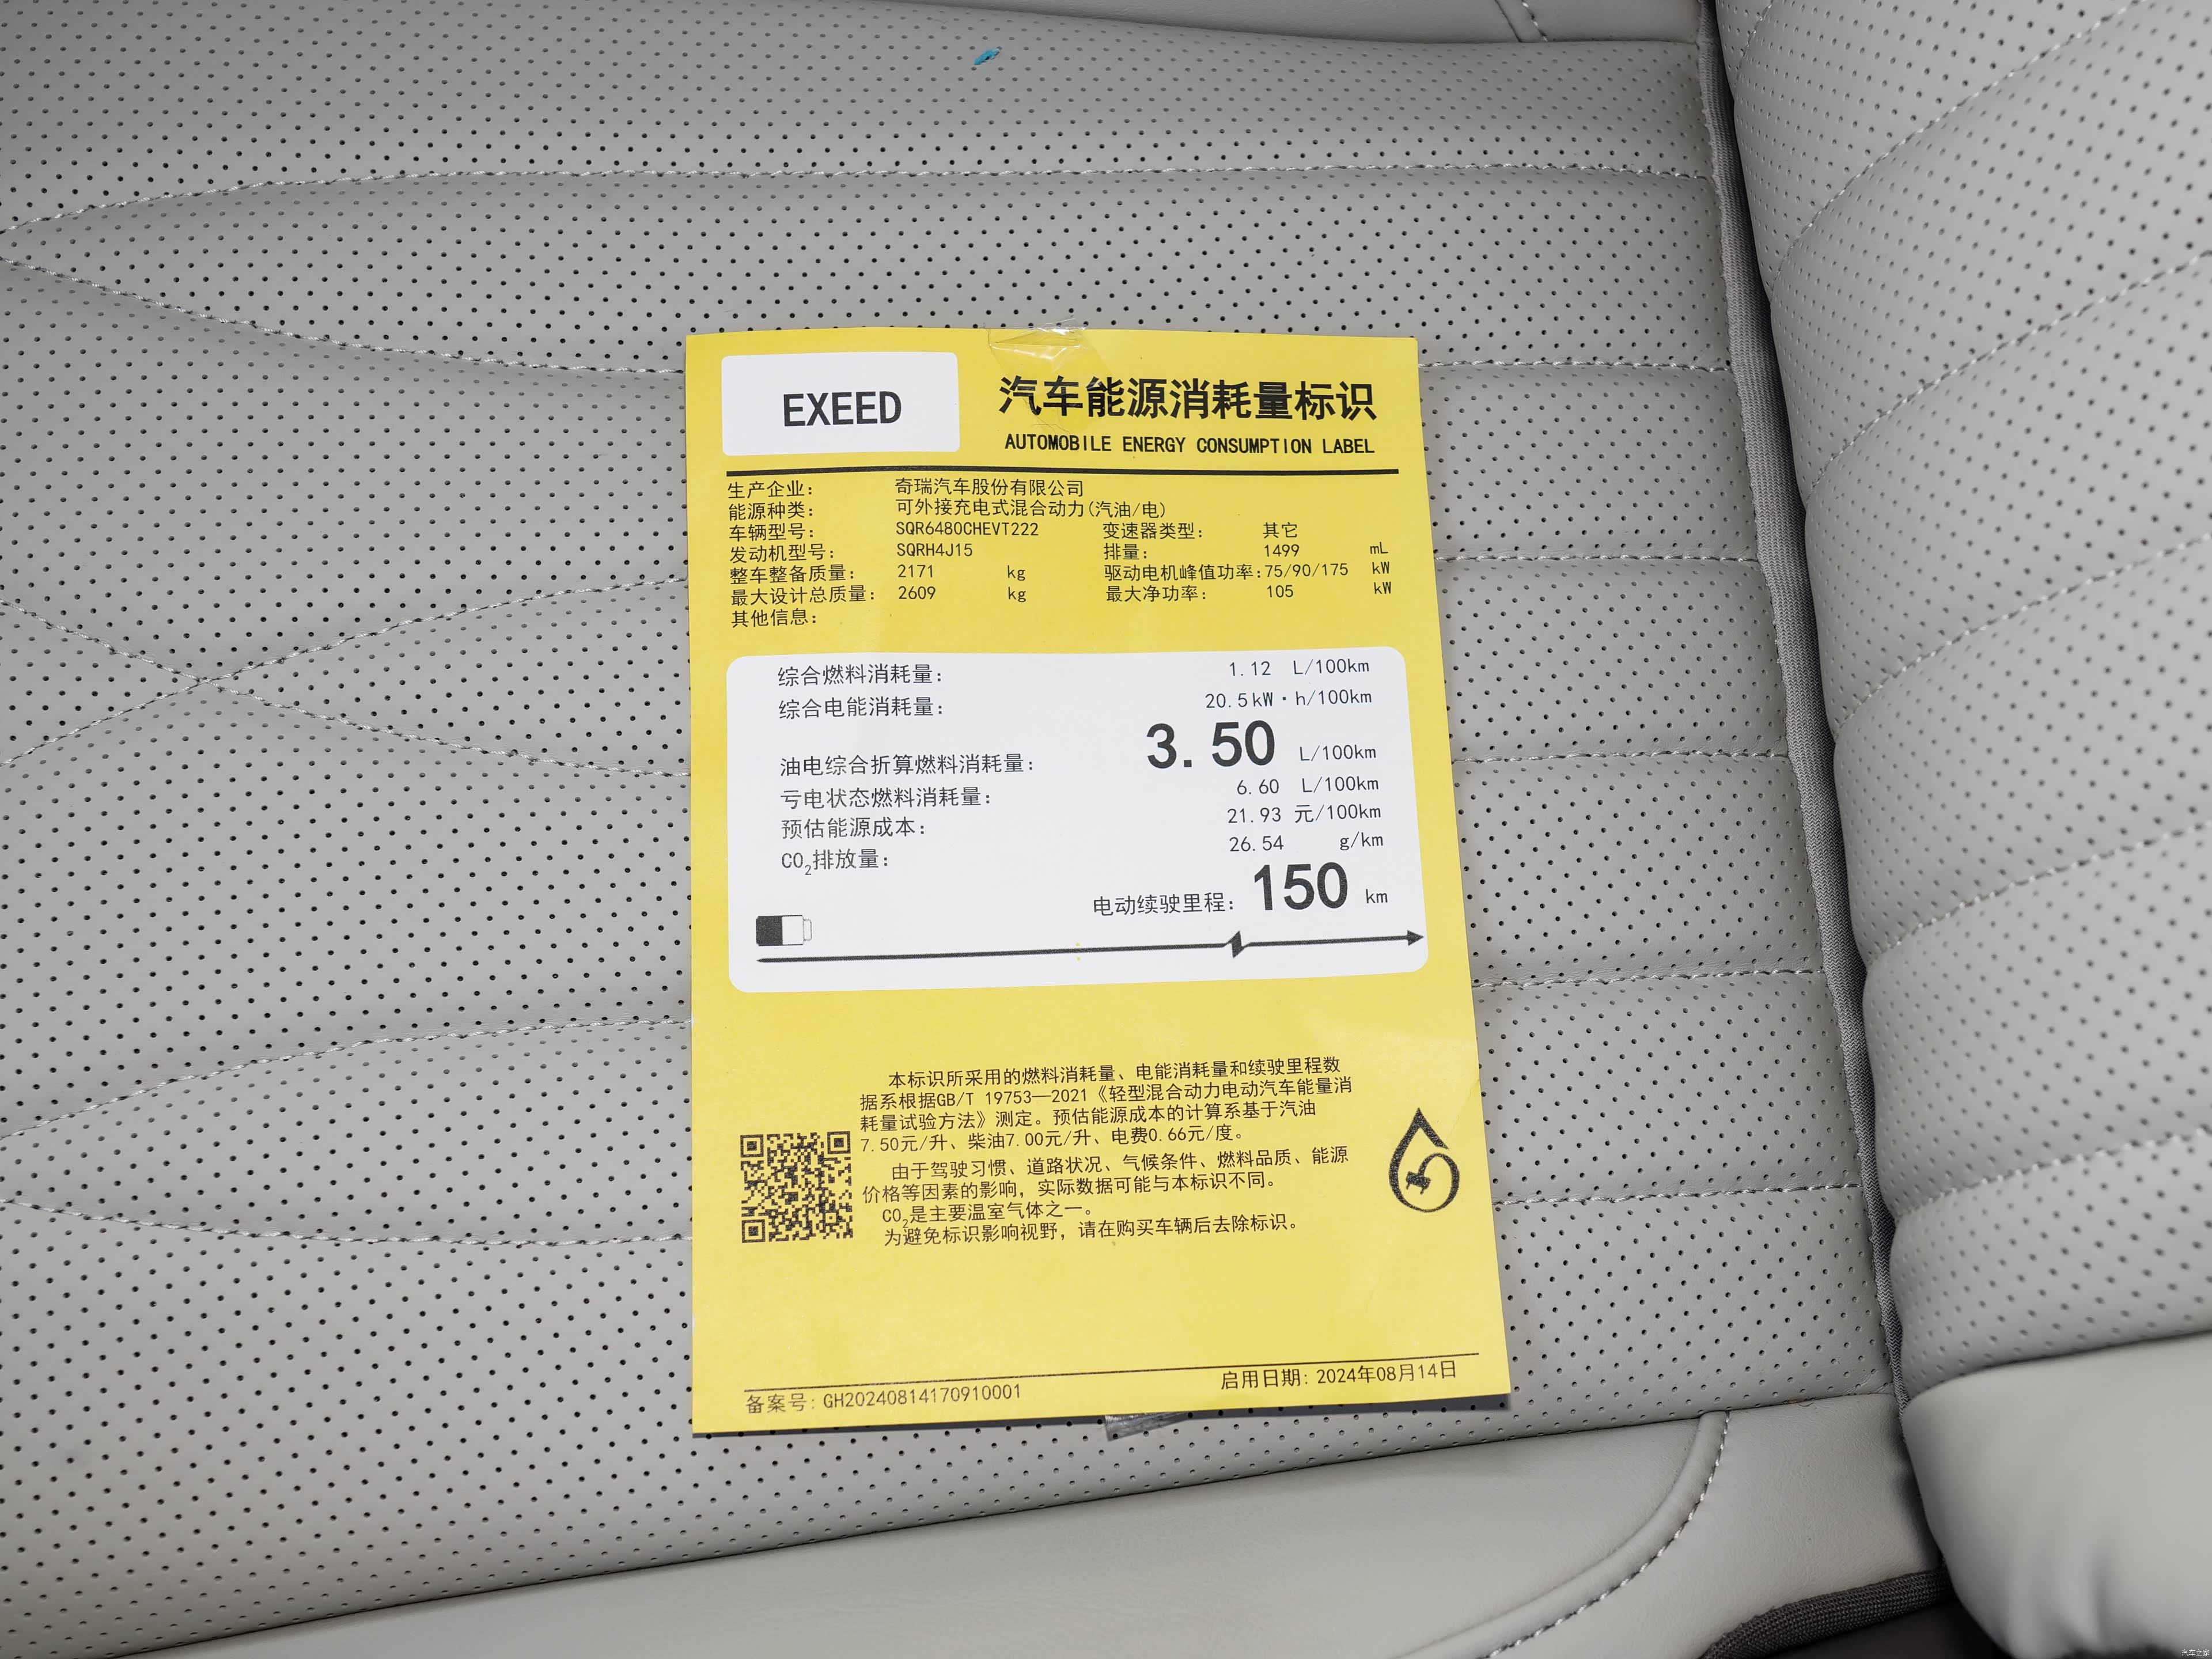 EXEED
汽车能源消耗量标识
AUTOMOBILE ENERGY CONSUMPTION LABEL
生产企业: 奇瑞汽车股份有限公司
能源种类: 可外接充电式混合动力(汽油/电)
车辆型号: SQR6480CHEVT222 变速器类型: 其它
发动机型号: SQRH4J15 排量: 1499 mL
整车整备质量: 2171 kg 驱动电机峰值功率:75/90/175 kW
最大设计总质量: 2609 kg 最大净功率: 105 kW
其他信息:
综合燃料消耗量: 1.12 L/100km
综合电能消耗量: 20.5kW·h/100km
油电综合折算燃料消耗量: 3.50 L/100km
亏电状态燃料消耗量: 6.60 L/100km
预估能源成本: 21.93 元/100km
CO₂排放量: 26.54 g/km
电动续驶里程: 150 km
本标识所采用的燃料消耗量、电能消耗量和续驶里程数
据系根据GB/T 19753—2021《轻型混合动力电动汽车能量消
耗量试验方法》测定。预估能源成本的计算系基于汽油
7.50元/升、柴油7.00元/升、电费0.66元/度。
由于驾驶习惯、道路状况、气候条件、燃料品质、能源
价格等因素的影响，实际数据可能与本标识不同。
CO₂是主要温室气体之一。
为避免标识影响视野，请在购买车辆后去除标识。
备案号: GH20240814170910001 启用日期: 2024年08月14日
汽车之家